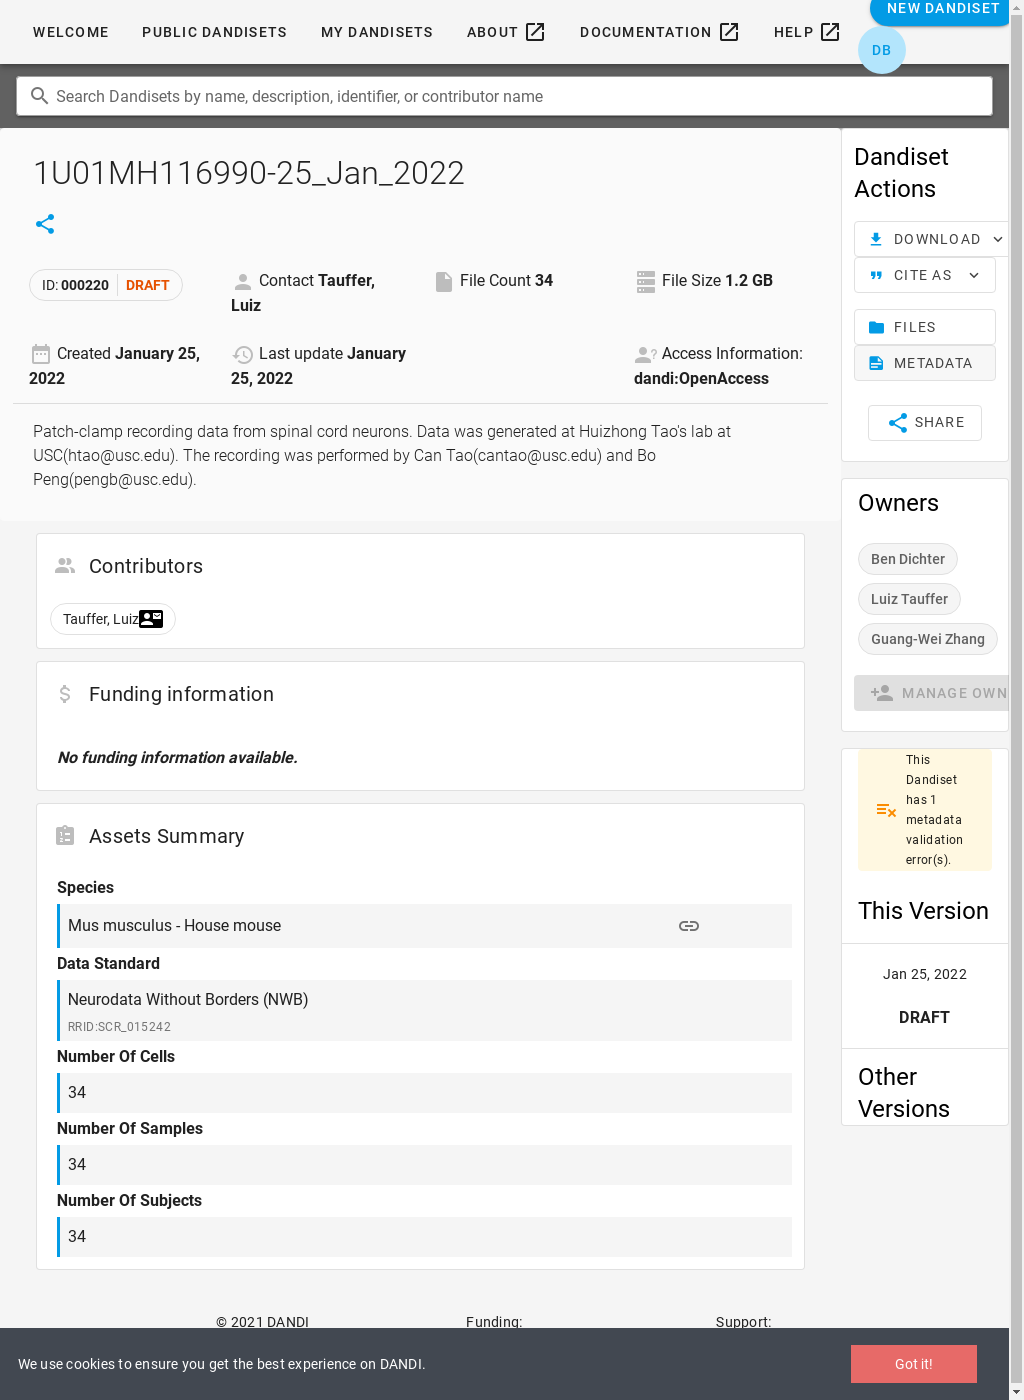 WELCOME
PUBLIC DANDISETS
MY DANDISETS
ABOUT
DOCUMENTATION
HELP
NEW DANDISET
DB
Search Dandisets by name, description, identifier, or contributor name
1U01MH116990-25_Jan_2022
ID: 000220 DRAFT
Contact Tauffer,
Luiz
File Count 34
File Size 1.2 GB
Created January 25,
2022
Last update January
25, 2022
Access Information:
dandi:OpenAccess
Patch-clamp recording data from spinal cord neurons. Data was generated at Huizhong Tao's lab at
USC(htao@usc.edu). The recording was performed by Can Tao(cantao@usc.edu) and Bo
Peng(pengb@usc.edu).
Contributors
Tauffer, Luiz
Funding information
No funding information available.
Assets Summary
Species
Mus musculus - House mouse
Data Standard
Neurodata Without Borders (NWB)
RRID:SCR_015242
Number Of Cells
34
Number Of Samples
34
Number Of Subjects
34
Dandiset
Actions
DOWNLOAD
CITE AS
FILES
METADATA
SHARE
Owners
Ben Dichter
Luiz Tauffer
Guang-Wei Zhang
MANAGE OWN
This
Dandiset
has 1
metadata
validation
error(s).
This Version
Jan 25, 2022
DRAFT
Other
Versions
© 2021 DANDI
Funding:
Support:
We use cookies to ensure you get the best experience on DANDI.
Got it!